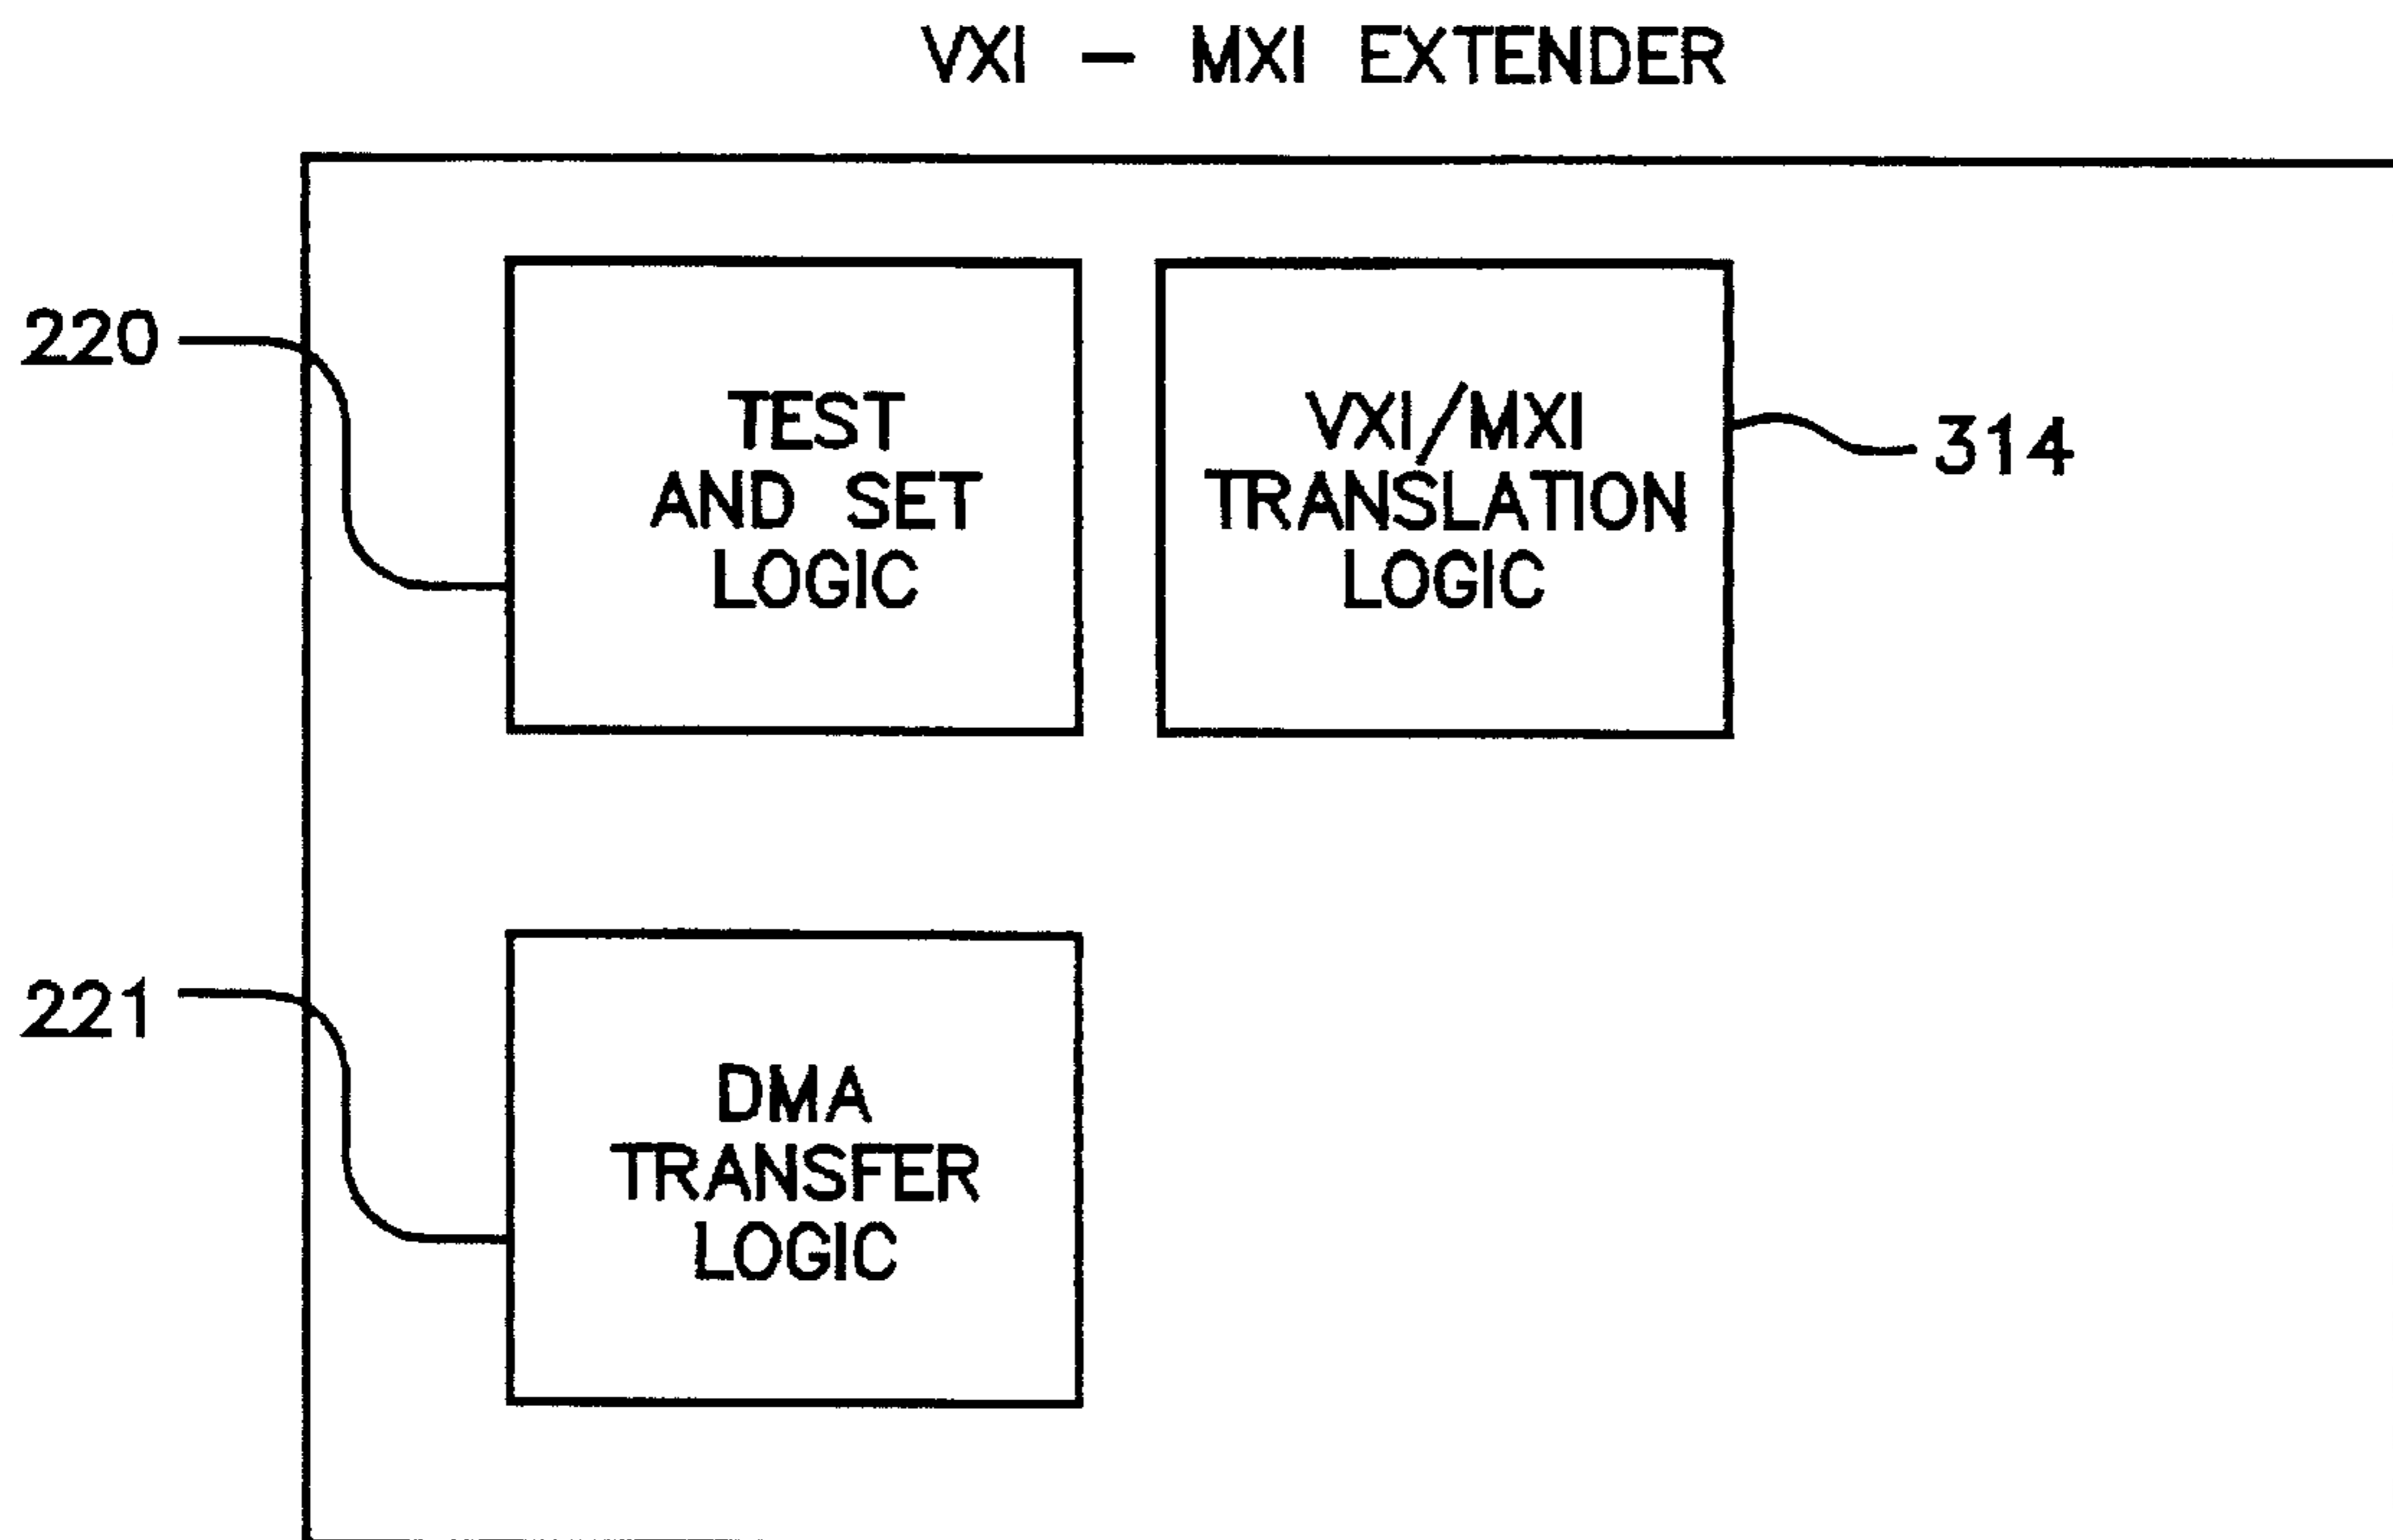 VXI - MXI EXTENDER
220
TEST
AND SET
LOGIC
VXI/MXI
TRANSLATION
LOGIC
314
221
DMA
TRANSFER
LOGIC